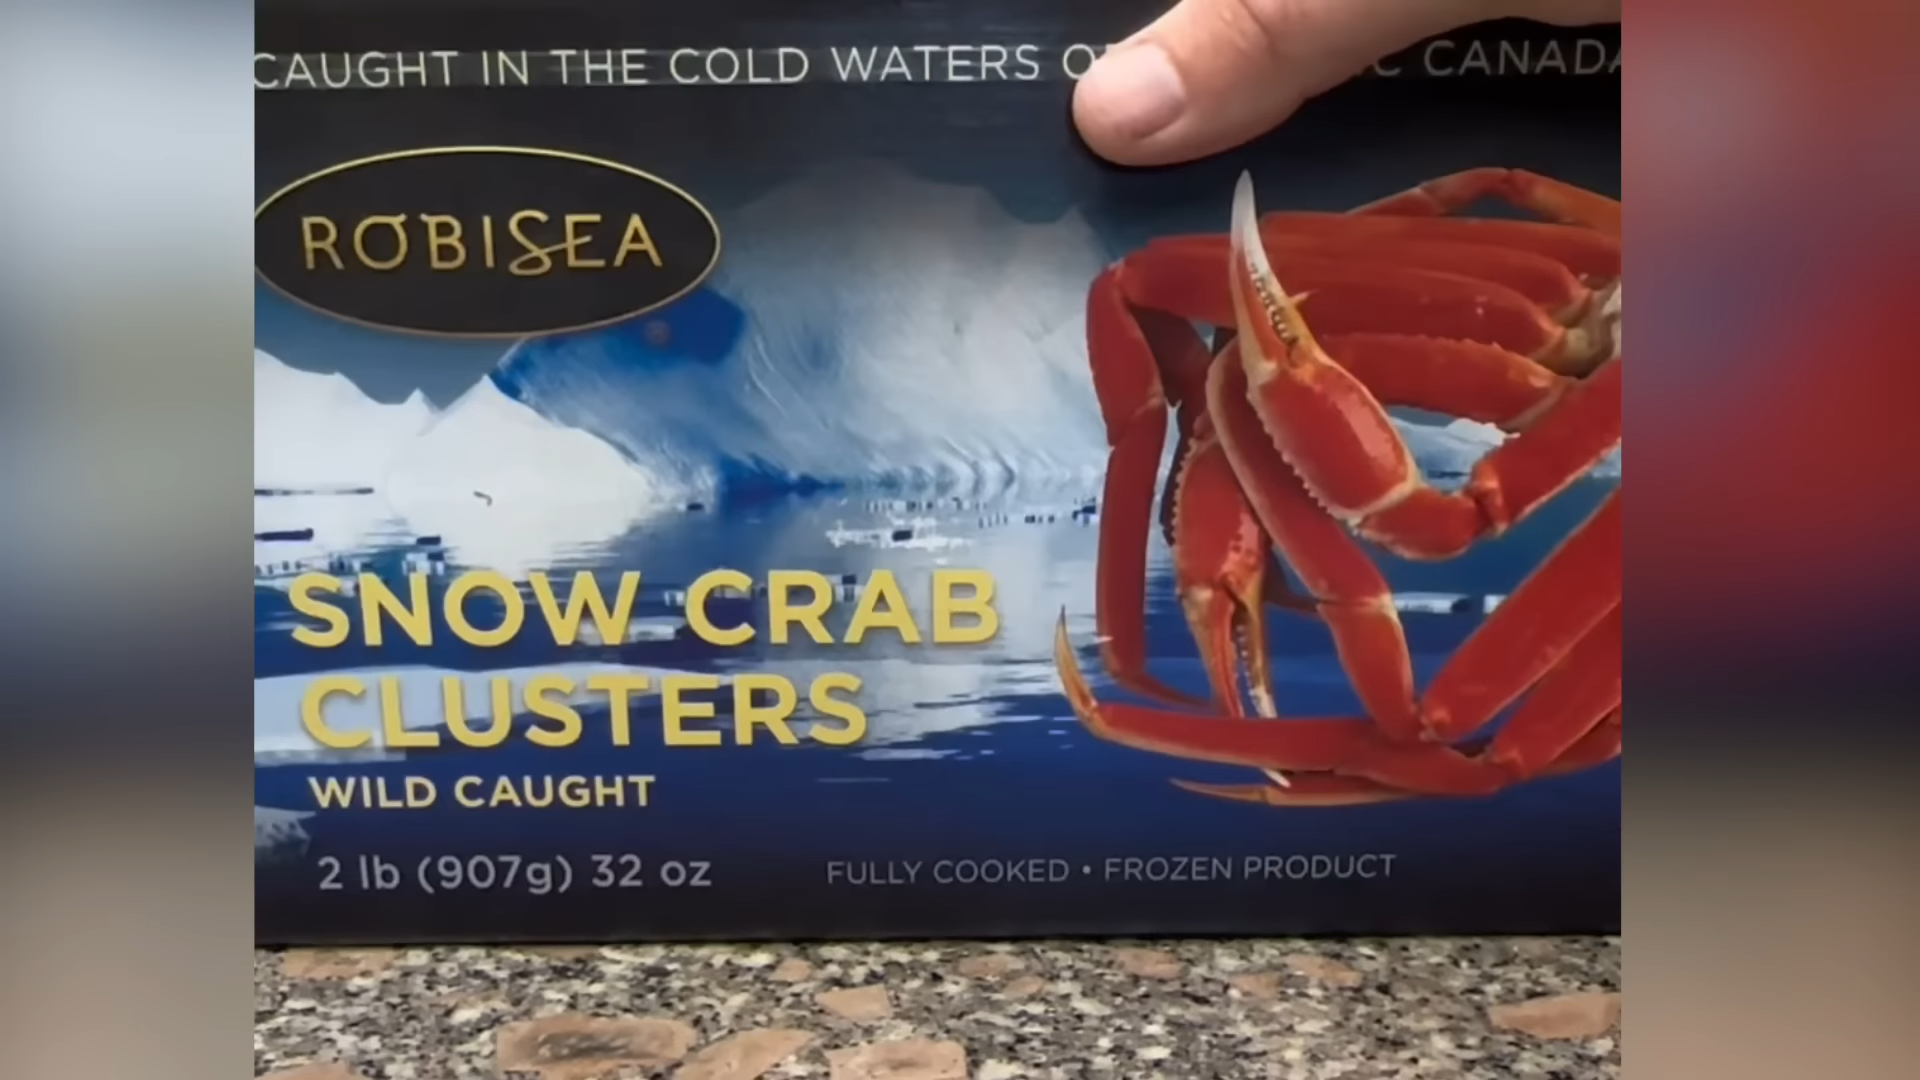 CAUGHT IN THE COLD WATERS CANADA
ROBISEA
SNOW CRAB
CLUSTERS
WILD CAUGHT
2 lb (907g) 32 oz
FULLY COOKED • FROZEN PRODUCT